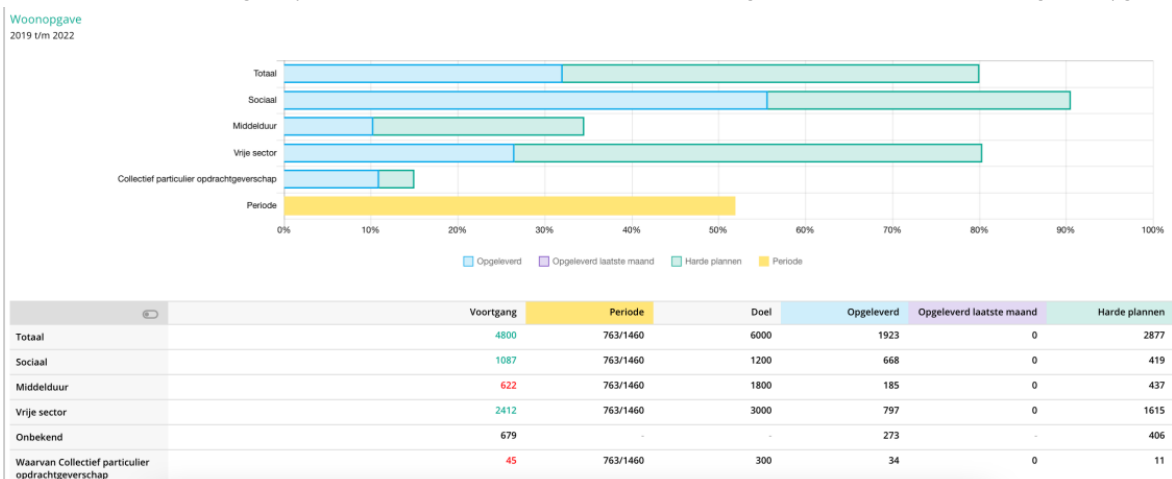 Woonopgave
2019 t/m 2022
Totaal
Sociaal
Middelduur
Vrije sector
Collectief particulier opdrachtgeverschap
Periode
0% 10% 20% 30% 40% 50% 60% 70% 80% 90% 100%
Opgeleverd Opgeleverd laatste maand Harde plannen Periode
Voortgang Periode Doel Opgeleverd Opgeleverd laatste maand Harde plannen
Totaal 4800 763/1460 6000 1923 0 2877
Sociaal 1087 763/1460 1200 668 0 419
Middelduur 622 763/1460 1800 185 0 437
Vrije sector 2412 763/1460 3000 797 0 1615
Onbekend 679 - - 273 - 406
Waarvan Collectief particulier 45 763/1460 300 34 0 11
opdrachtgeverschap